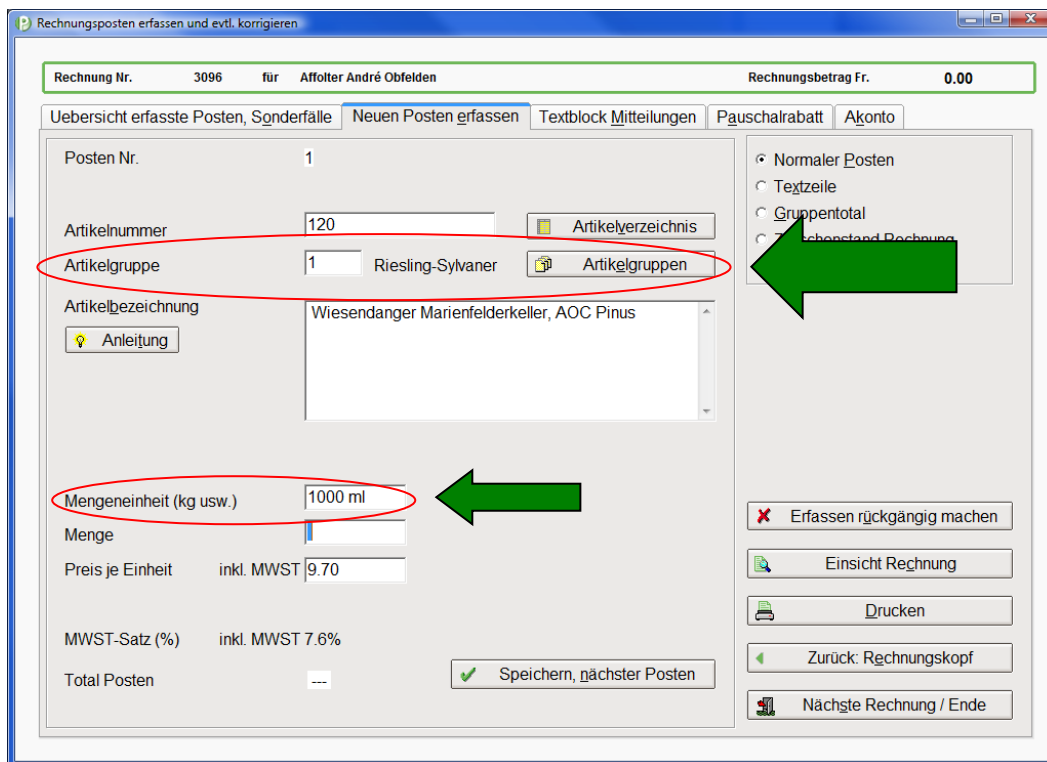 Rechnungsposten erfassen und evtl. korrigieren
Rechnung Nr. 3096 für Affolter André Obfelden Rechnungsbetrag Fr. 0.00
Uebersicht erfasste Posten, Sonderfälle Neuen Posten erfassen Textblock Mitteilungen Pauschalrabatt Akonto
Posten Nr. 1
Normaler Posten
Textzeile
Gruppentotal
Rechnung
Artikelnummer 120 Artikelverzeichnis
Artikelgruppe 1 Riesling-Sylvaner Artikelgruppen
Artikelbezeichnung Wiesendanger Marienfelderkeller, AOC Pinus
Anleitung
Mengeneinheit (kg usw.) 1000 ml
Menge
Preis je Einheit inkl. MWST 9.70
MWST-Satz (%) inkl. MWST 7.6%
Total Posten ---
Speichern, nächster Posten
Erfassen rückgängig machen
Einsicht Rechnung
Drucken
Zurück: Rechnungskopf
Nächste Rechnung / Ende